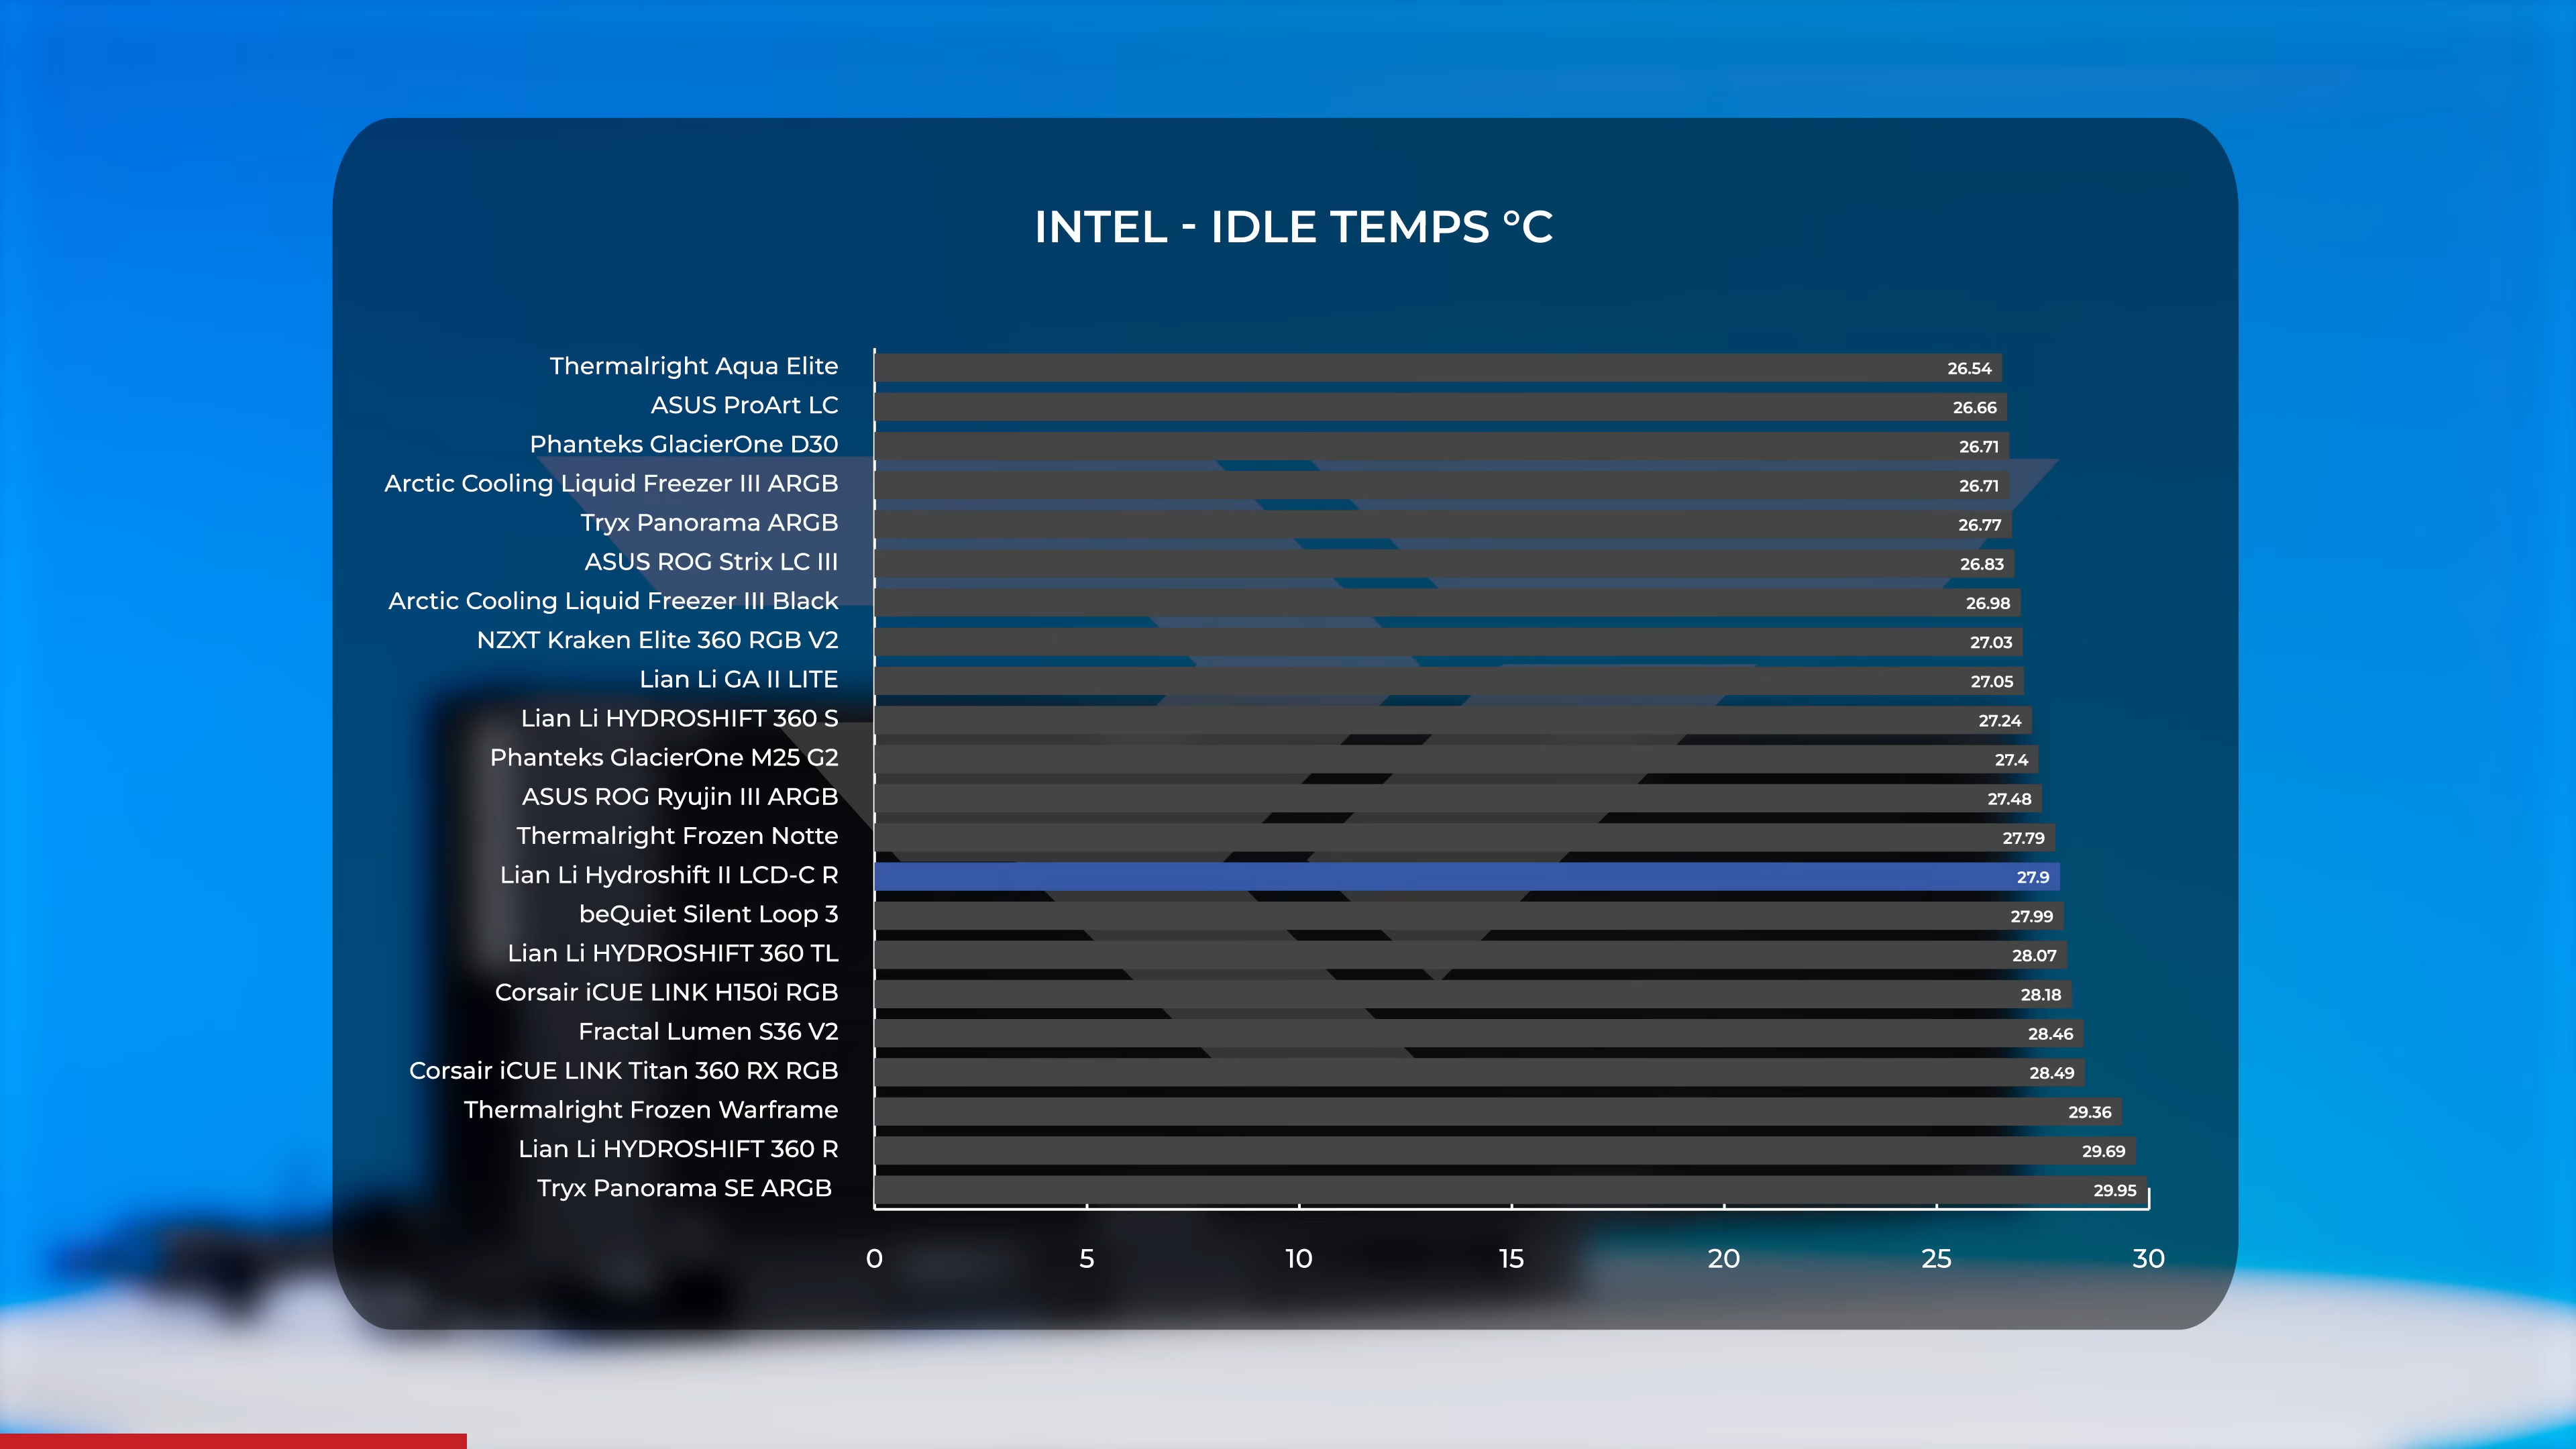 INTEL - IDLE TEMPS °C
Thermalright Aqua Elite 26.54
ASUS ProArt LC 26.66
Phanteks GlacierOne D30 26.71
Arctic Cooling Liquid Freezer III ARGB 26.71
Tryx Panorama ARGB 26.77
ASUS ROG Strix LC III 26.83
Arctic Cooling Liquid Freezer III Black 26.98
NZXT Kraken Elite 360 RGB V2 27.03
Lian Li GA II LITE 27.05
Lian Li HYDROSHIFT 360 S 27.24
Phanteks GlacierOne M25 G2 27.4
ASUS ROG Ryujin III ARGB 27.48
Thermalright Frozen Notte 27.79
Lian Li Hydroshift II LCD-C R 27.9
beQuiet Silent Loop 3 27.99
Lian Li HYDROSHIFT 360 TL 28.07
Corsair iCUE LINK H150i RGB 28.18
Fractal Lumen S36 V2 28.46
Corsair iCUE LINK Titan 360 RX RGB 28.49
Thermalright Frozen Warframe 29.36
Lian Li HYDROSHIFT 360 R 29.69
Tryx Panorama SE ARGB 29.95
0 5 10 15 20 25 30